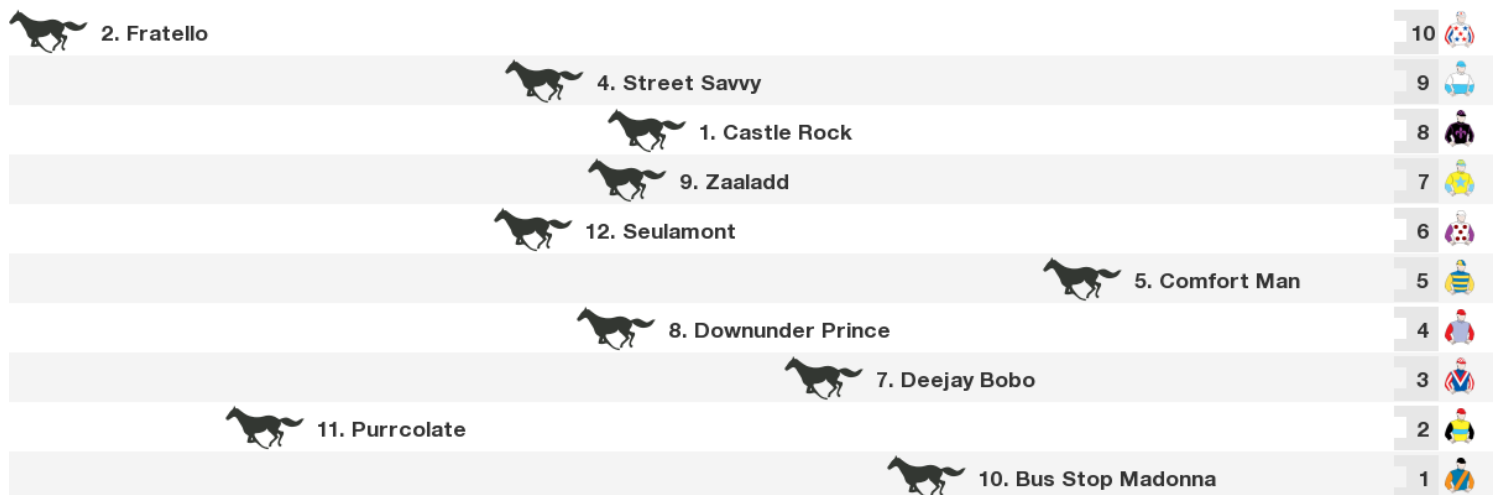 2. Fratello 10
4. Street Savvy 9
1. Castle Rock 8
9. Zaaladd 7
12. Seulamont 6
5. Comfort Man 5
8. Downunder Prince 4
7. Deejay Bobo 3
11. Purrcolate 2
10. Bus Stop Madonna 1